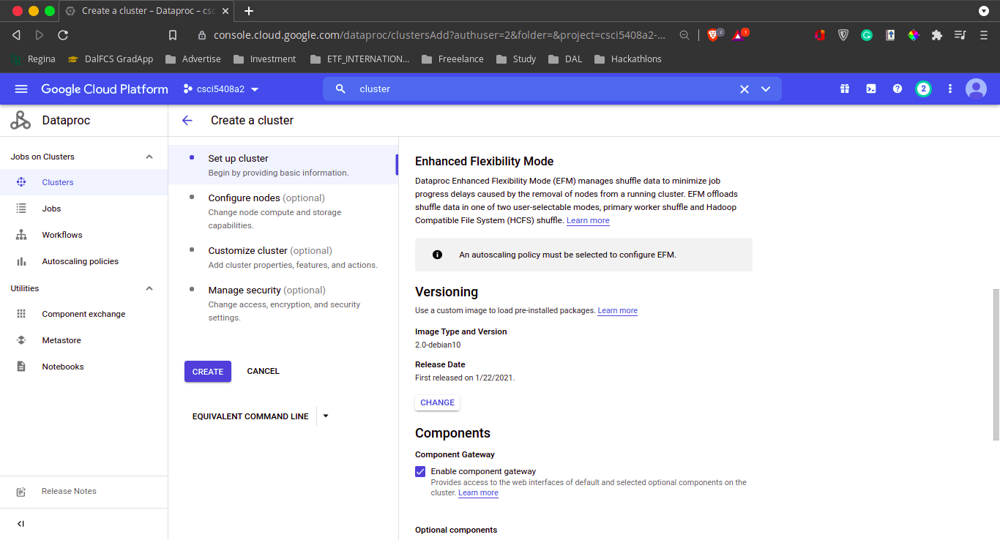 Create a cluster – Dataproc – csc
console.cloud.google.com/dataproc/clustersAdd?authuser=2&folder=&project=csci5408a2-...
2
1
Regina
DalFCS GradApp
Advertise
Investment
ETF_INTERNATION...
Freeelance
Study
DAL
Hackathlons
Google Cloud Platform
csci5408a2
cluster
2
Dataproc
Create a cluster
Jobs on Clusters
Clusters
Jobs
Workflows
Autoscaling policies
Utilities
Component exchange
Metastore
Notebooks
Release Notes
Set up cluster
Begin by providing basic information.
Configure nodes (optional)
Change node compute and storage
capabilities.
Customize cluster (optional)
Add cluster properties, features, and actions.
Manage security (optional)
Change access, encryption, and security
settings.
CREATE
CANCEL
EQUIVALENT COMMAND LINE
Enhanced Flexibility Mode
Dataproc Enhanced Flexibility Mode (EFM) manages shuffle data to minimize job
progress delays caused by the removal of nodes from a running cluster. EFM offloads
shuffle data in one of two user-selectable modes, primary worker shuffle and Hadoop
Compatible File System (HCFS) shuffle. Learn more
An autoscaling policy must be selected to configure EFM.
Versioning
Use a custom image to load pre-installed packages. Learn more
Image Type and Version
2.0-debian10
Release Date
First released on 1/22/2021.
CHANGE
Components
Component Gateway
Enable component gateway
Provides access to the web interfaces of default and selected optional components on the
cluster. Learn more
Optional components